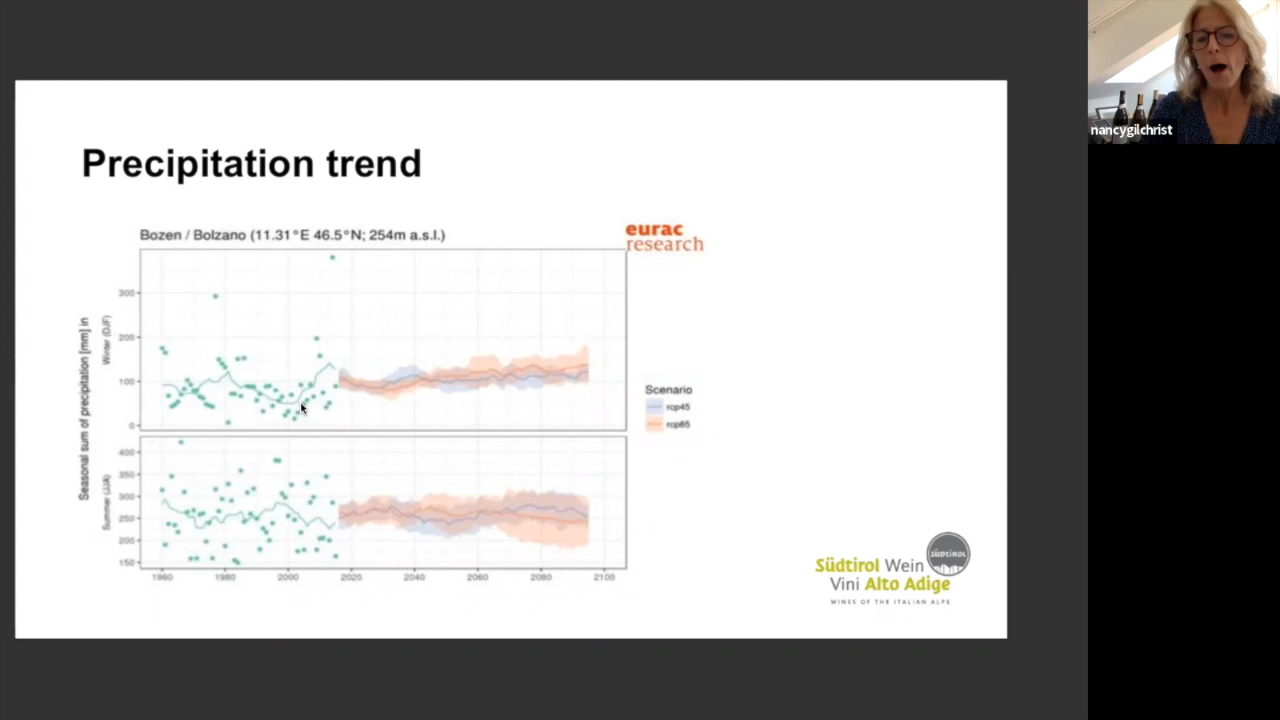 nancygilchrist
Precipitation trend
Bozen / Bolzano (11.31°E 46.5°N; 254m a.s.l.)
eurac
research
Seasonal sum of precipitation [mm] in
Winter (DJF)
300
200
100
0
Summer (JJA)
400
350
300
250
200
150
1960 1980 2000 2020 2040 2060 2080 2100
Scenario
rcp45
rcp85
SÜDTIROL
Südtirol Wein
Vini Alto Adige
WINES OF THE ITALIAN ALPS